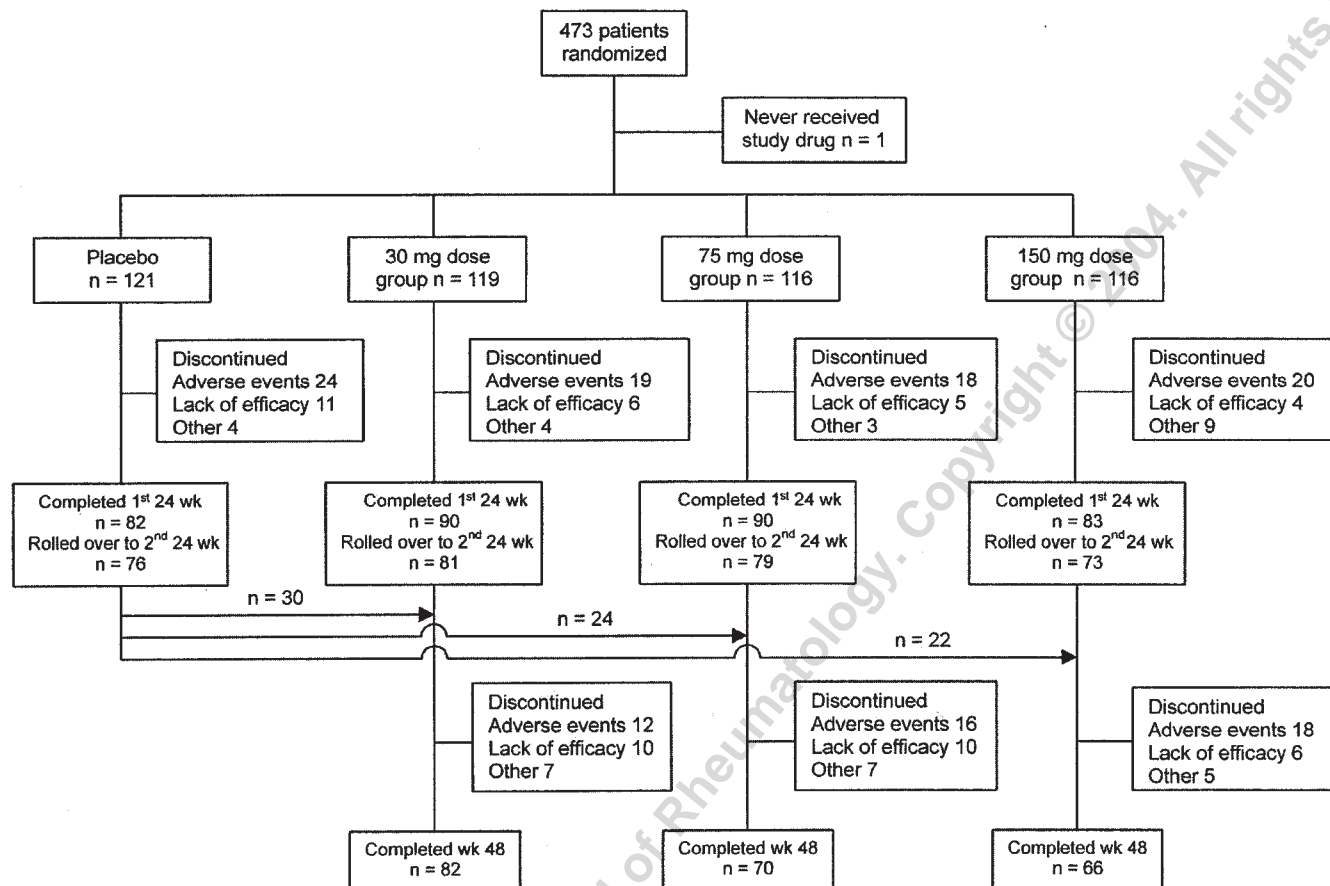 473 patients
randomized
Never received
study drug n = 1
Placebo
n = 121
30 mg dose
group n = 119
75 mg dose
group n = 116
150 mg dose
group n = 116
Discontinued
Adverse events 24
Lack of efficacy 11
Other 4
Discontinued
Adverse events 19
Lack of efficacy 6
Other 4
Discontinued
Adverse events 18
Lack of efficacy 5
Other 3
Discontinued
Adverse events 20
Lack of efficacy 4
Other 9
Completed 1st 24 wk
n = 82
Rolled over to 2nd 24 wk
n = 76
Completed 1st 24 wk
n = 90
Rolled over to 2nd 24 wk
n = 81
Completed 1st 24 wk
n = 90
Rolled over to 2nd 24 wk
n = 79
Completed 1st 24 wk
n = 83
Rolled over to 2nd 24 wk
n = 73
n = 30
n = 24
n = 22
Discontinued
Adverse events 12
Lack of efficacy 10
Other 7
Discontinued
Adverse events 16
Lack of efficacy 10
Other 7
Discontinued
Adverse events 18
Lack of efficacy 6
Other 5
Completed wk 48
n = 82
Completed wk 48
n = 70
Completed wk 48
n = 66
of Rheumatology. Copyright © 2004. All rights